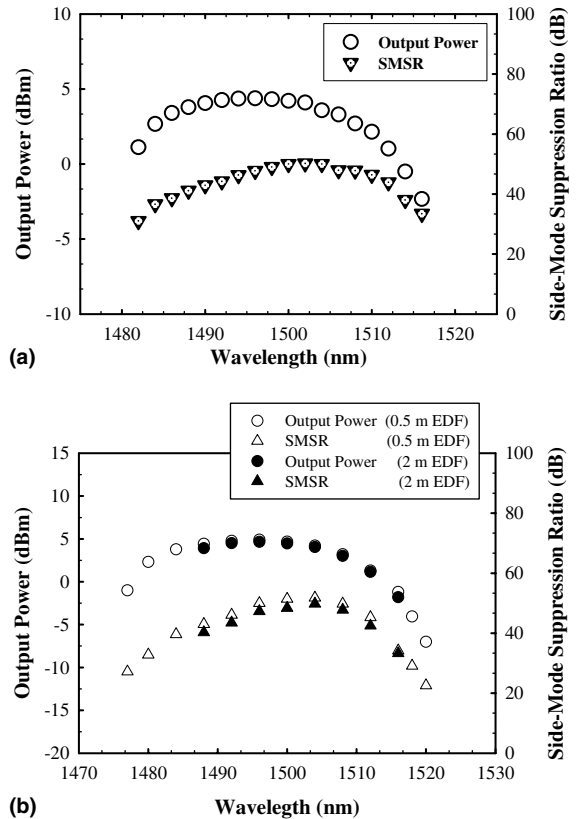 10
5
0
-5
-10
100
80
60
40
20
0
Output Power (dBm)
Side-Mode Suppression Ratio (dB)
Output Power
SMSR
1480 1490 1500 1510 1520
Wavelength (nm)
(a)
Output Power (0.5 m EDF)
SMSR (0.5 m EDF)
Output Power (2 m EDF)
SMSR (2 m EDF)
15
10
5
0
-5
-10
-15
-20
100
80
60
40
20
0
Output Power (dBm)
Side-Mode Suppression Ratio (dB)
1470 1480 1490 1500 1510 1520 1530
Wavelegth (nm)
(b)